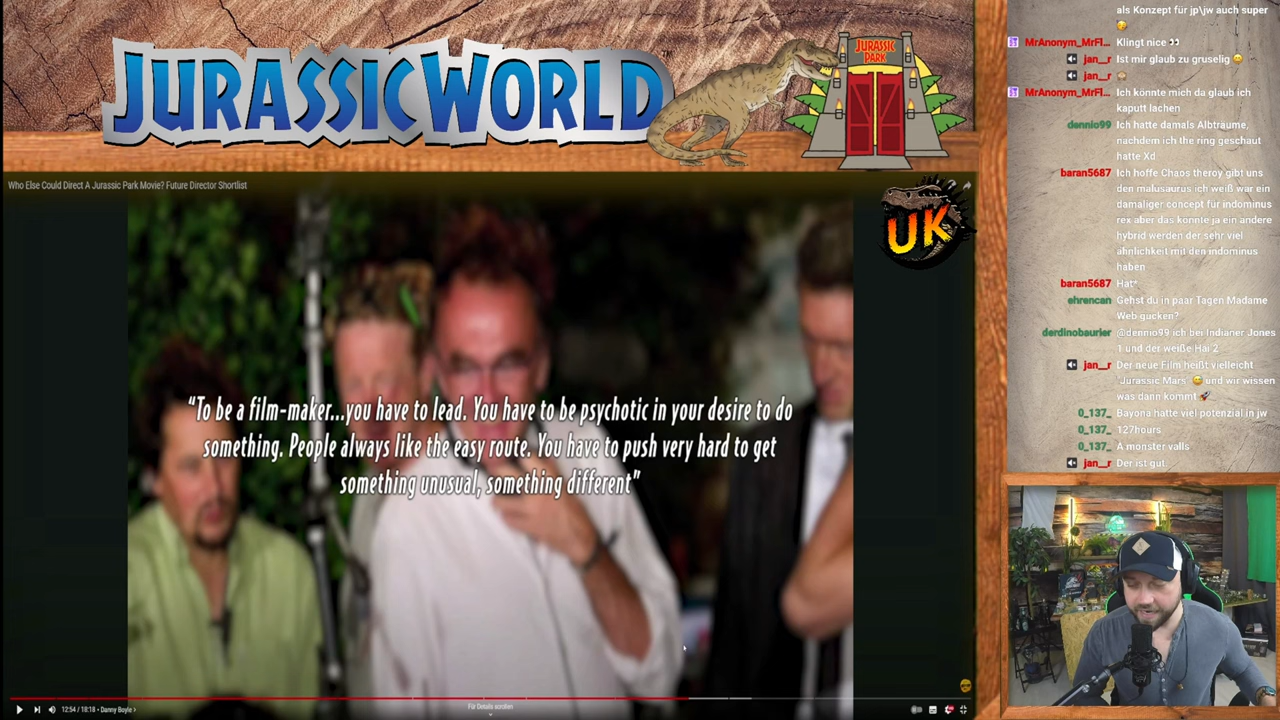 JURASSIC WORLD
JURASSIC
PARK
Who Else Could Direct A Jurassic Park Movie? Future Director Shortlist
UK
“To be a film-maker...you have to lead. You have to be psychotic in your desire to do
something. People always like the easy route. You have to push very hard to get
something unusual, something different”
12:54 / 18:18 • Danny Boyle ›
Für Details scrollen
als Konzept für jp\jw auch super
MrAnonym_MrFl... Klingt nice
jan__r Ist mir glaub zu gruselig
jan__r
MrAnonym_MrFl... Ich könnte mich da glaub ich
kaputt lachen
dennio99 Ich hatte damals Albträume,
nachdem ich the ring geschaut
hatte Xd
baran5687 Ich hoffe Chaos theroy gibt uns
den malusaurus ich weiß war ein
damaliger concept für indominus
rex aber das könnte ja ein andere
hybrid werden der sehr viel
ähnlichkeit mit den indominus
haben
baran5687 Hat*
ehrencan Gehst du in paar Tagen Madame
Web gucken?
derdinobaurier @dennio99 ich bei Indianer Jones
1 und der weiße Hai 2
jan__r Der neue Film heißt vielleicht
"Jurassic Mars" und wir wissen
was dann kommt
0_137_ Bayona hatte viel potenzial in jw
0_137_ 127hours
0_137_ A monster valls
jan__r Der ist gut.